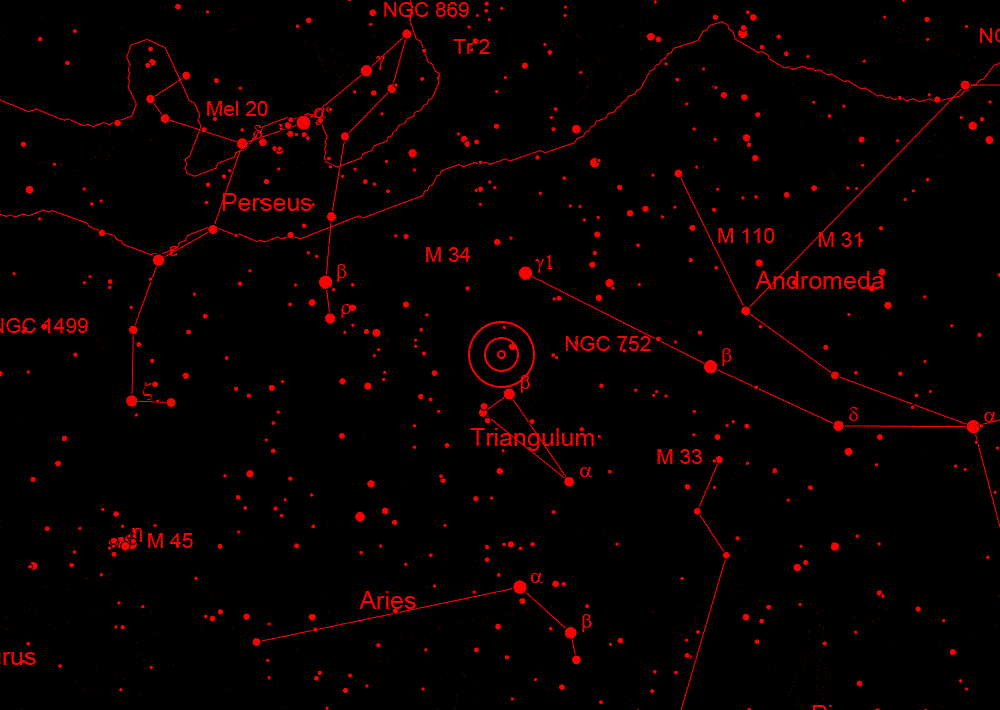 NGC 869
Tr 2
γ
Mel 20
α
δ
Perseus
M 34
γ1
M 110
M 31
Andromeda
ε
β
ρ
NGC 1499
NGC 752
β
β
ζ
δ
α
Triangulum
M 33
α
η
M 45
α
Aries
β
rus